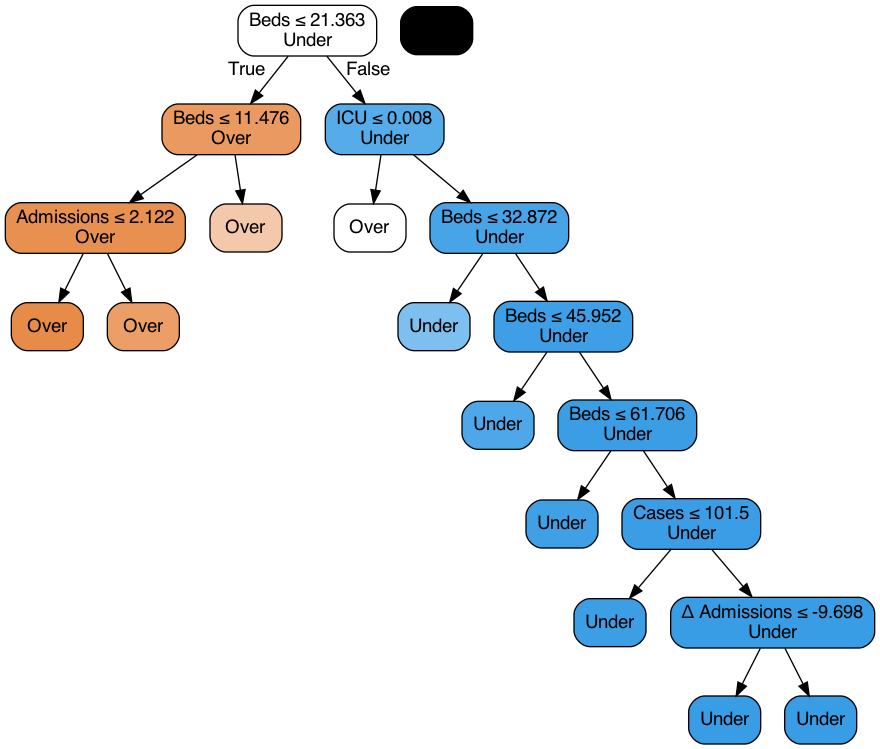 Beds ≤ 21.363
Under
True
False
Beds ≤ 11.476
Over
ICU ≤ 0.008
Under
Admissions ≤ 2.122
Over
Over
Over
Beds ≤ 32.872
Under
Over
Over
Under
Beds ≤ 45.952
Under
Under
Beds ≤ 61.706
Under
Under
Cases ≤ 101.5
Under
Under
Δ Admissions ≤ -9.698
Under
Under
Under